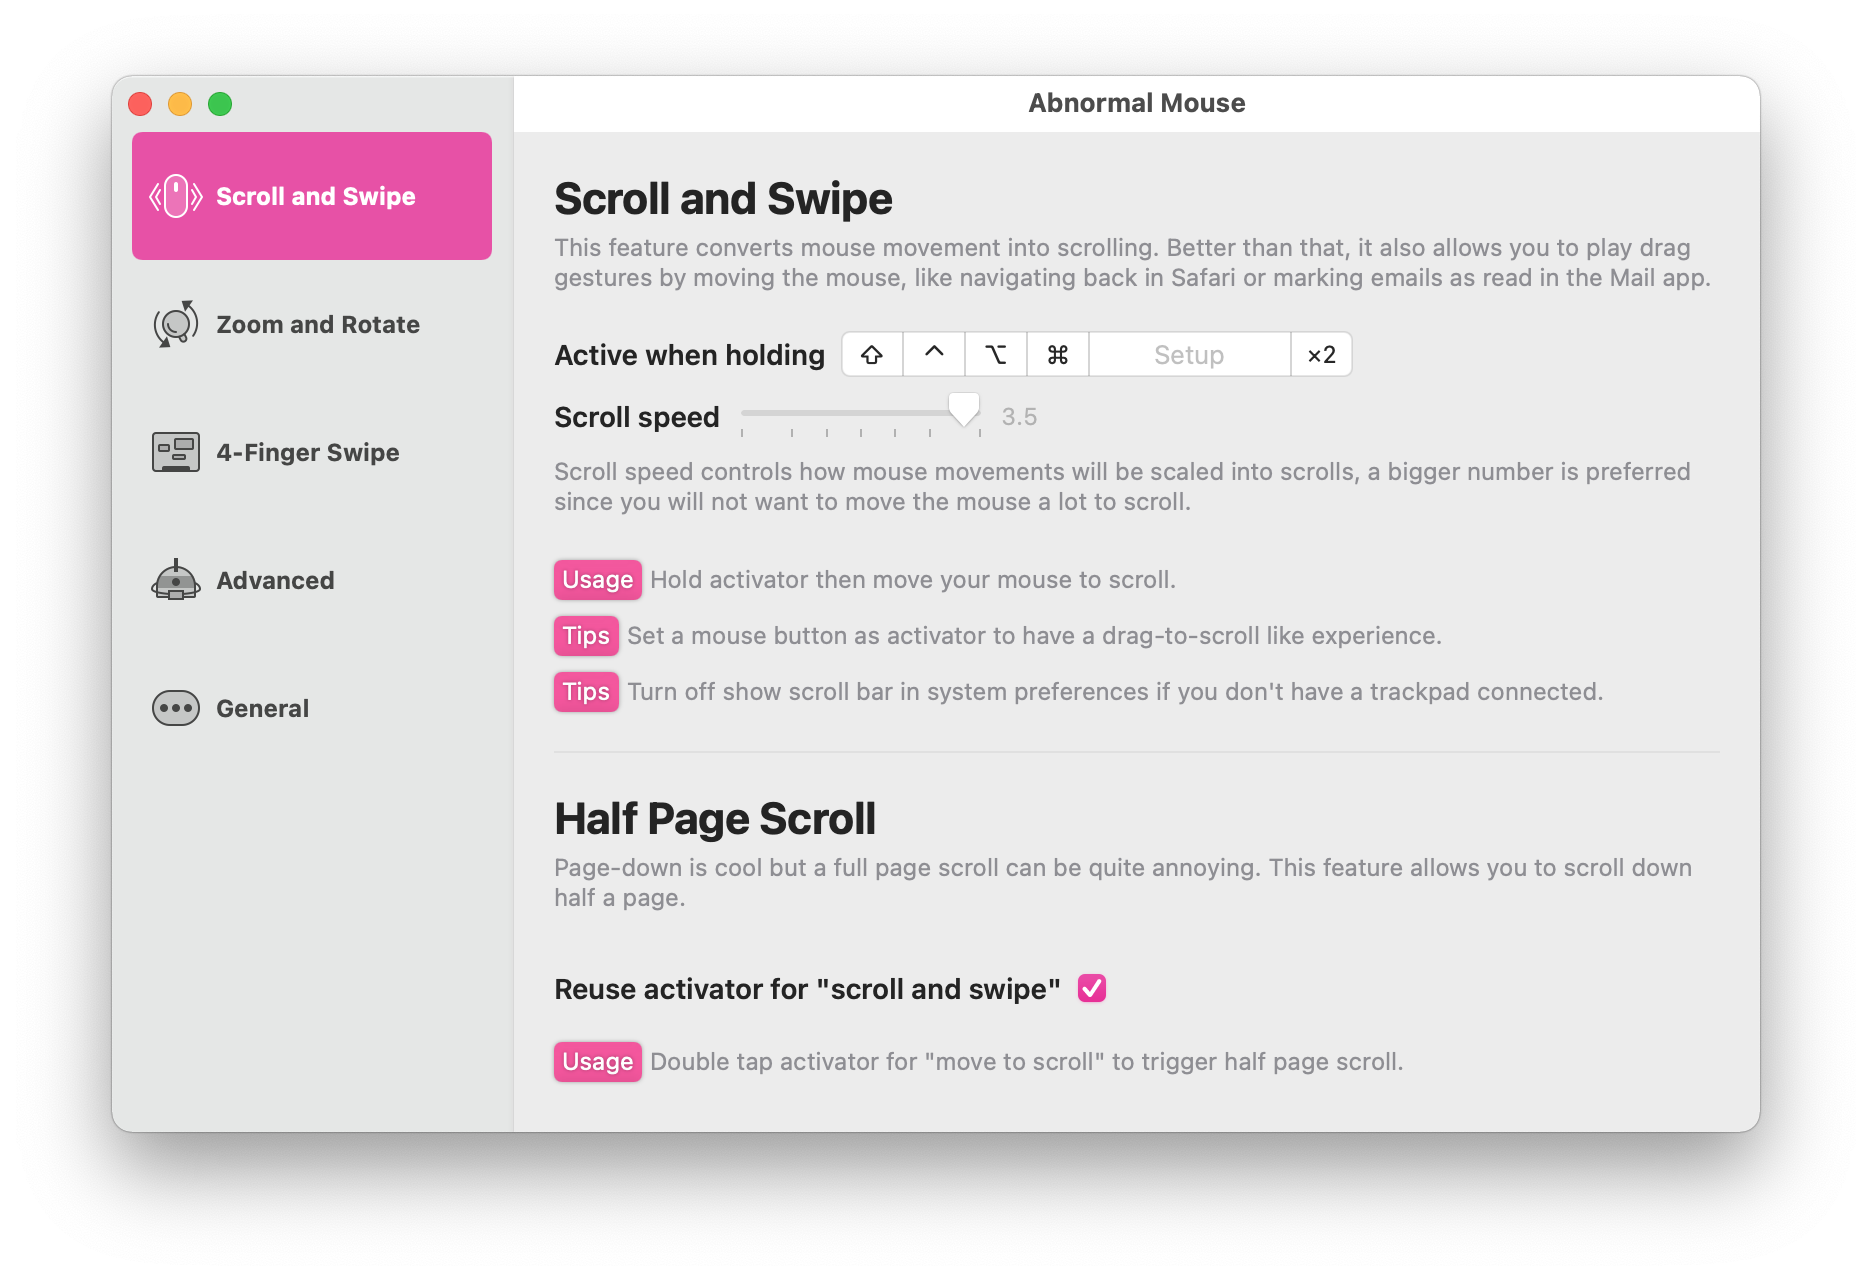 Abnormal Mouse
Scroll and Swipe
Zoom and Rotate
4-Finger Swipe
Advanced
General
Scroll and Swipe
This feature converts mouse movement into scrolling. Better than that, it also allows you to play drag
gestures by moving the mouse, like navigating back in Safari or marking emails as read in the Mail app.
Active when holding ⇧ ⌃ ⌥ ⌘ Setup ×2
Scroll speed 3.5
Scroll speed controls how mouse movements will be scaled into scrolls, a bigger number is preferred
since you will not want to move the mouse a lot to scroll.
Usage Hold activator then move your mouse to scroll.
Tips Set a mouse button as activator to have a drag-to-scroll like experience.
Tips Turn off show scroll bar in system preferences if you don't have a trackpad connected.
Half Page Scroll
Page-down is cool but a full page scroll can be quite annoying. This feature allows you to scroll down
half a page.
Reuse activator for "scroll and swipe"
Usage Double tap activator for "move to scroll" to trigger half page scroll.